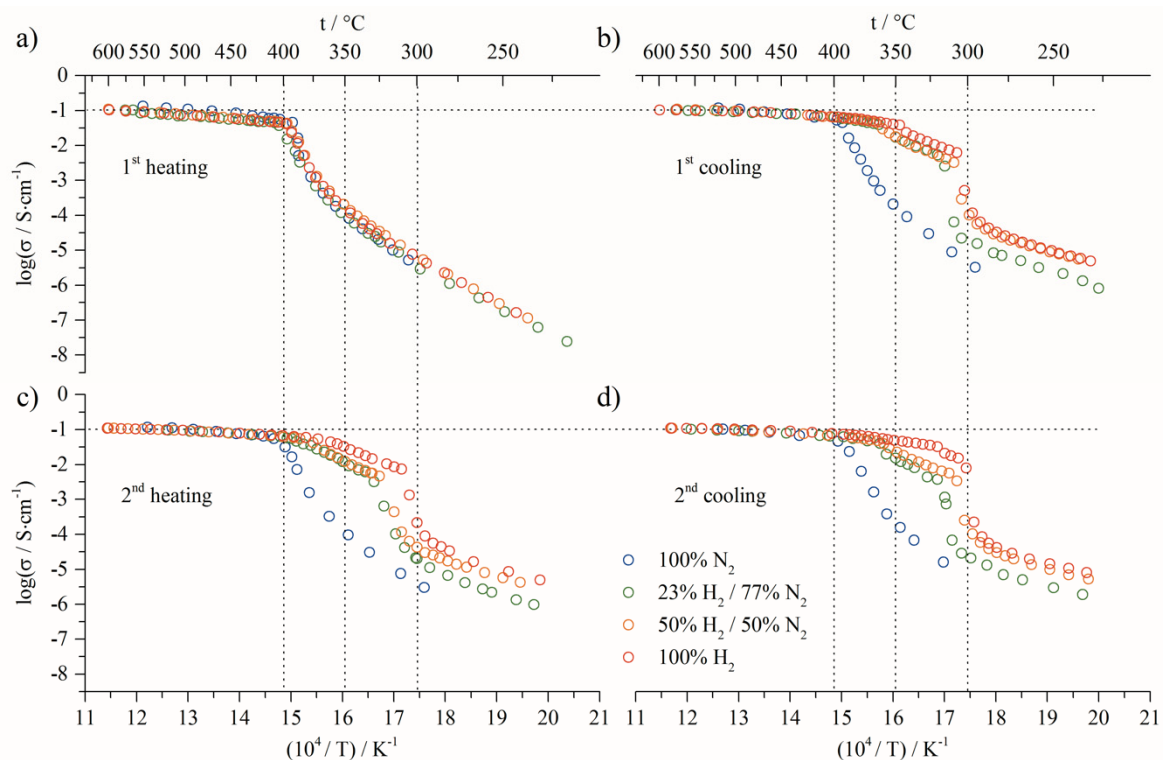 t / °C
t / °C
a)
b)
600 550 500 450 400 350 300 250
600 550 500 450 400 350 300 250
0
-1
-2
-3
-4
-5
-6
-7
-8
log(σ / S·cm⁻¹)
1st heating
1st cooling
c)
d)
0
-1
-2
-3
-4
-5
-6
-7
-8
log(σ / S·cm⁻¹)
2nd heating
2nd cooling
100% N₂
23% H₂ / 77% N₂
50% H₂ / 50% N₂
100% H₂
11 12 13 14 15 16 17 18 19 20 21
11 12 13 14 15 16 17 18 19 20 21
(10⁴ / T) / K⁻¹
(10⁴ / T) / K⁻¹